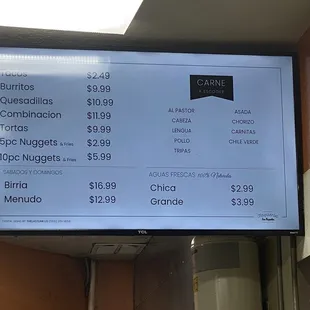 Tacos $2.49
Burritos $9.99
Quesadillas $10.99
Combinacion $11.99
Tortas $9.99
5pc Nuggets & Fries $2.99
10pc Nuggets & Fries $5.99
CARNE
AL PASTOR ASADA
CABEZA CHORIZO
LENGUA CARNITAS
POLLO CHILE VERDE
TRIPAS
SABADOS Y DOMINGOS
Birria $16.99
Menudo $12.99
AGUAS FRESCAS 100% Naturales
Chica $2.99
Grande $3.99
TCL